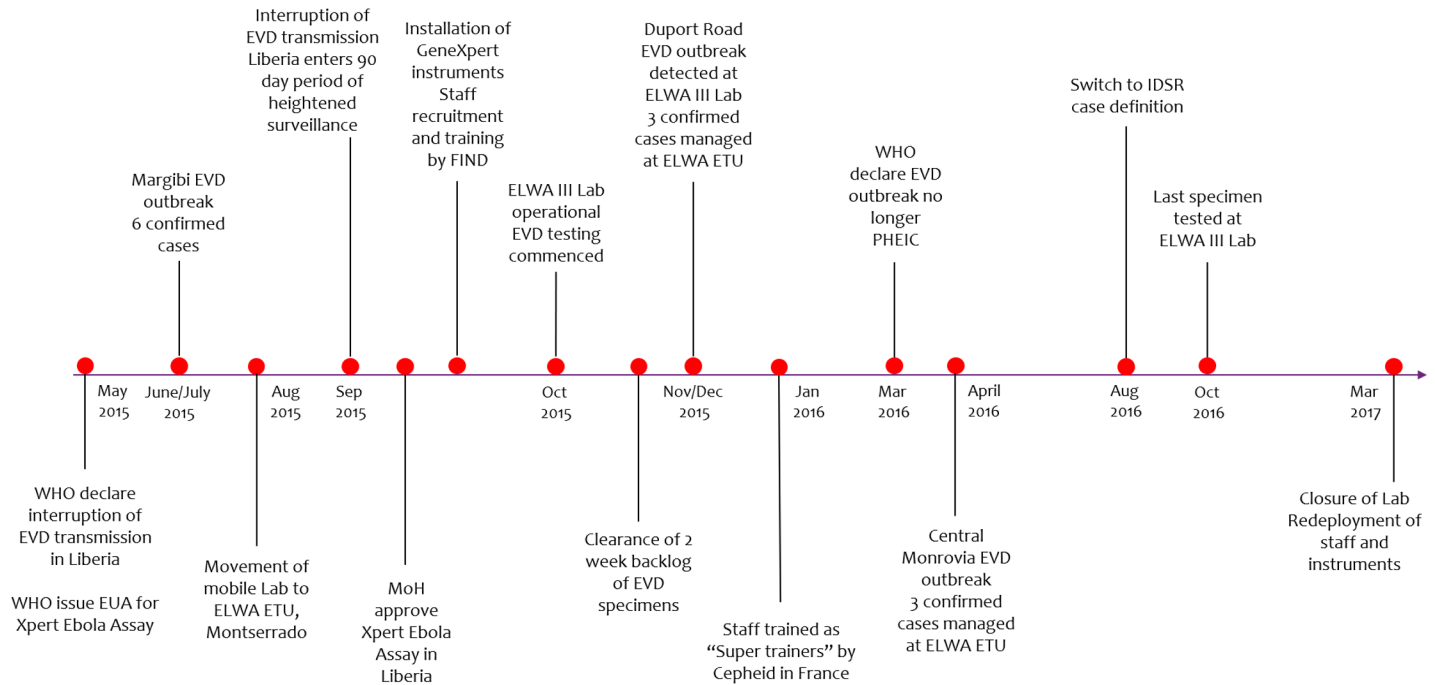 Interruption of
EVD transmission
Liberia enters 90
day period of
heightened
surveillance
Installation of
GeneXpert
instruments
Staff
recruitment
and training
by FIND
Duport Road
EVD outbreak
detected at
ELWA III Lab
3 confirmed
cases managed
at ELWA ETU
Switch to IDSR
case definition
Margibi EVD
outbreak
6 confirmed
cases
ELWA III Lab
operational
EVD testing
commenced
WHO
declare EVD
outbreak no
longer
PHEIC
Last specimen
tested at
ELWA III Lab
May
2015
June/July
2015
Aug
2015
Sep
2015
Oct
2015
Nov/Dec
2015
Jan
2016
Mar
2016
April
2016
Aug
2016
Oct
2016
Mar
2017
WHO declare
interruption of
EVD transmission
in Liberia
WHO issue EUA for
Xpert Ebola Assay
Movement of
mobile Lab to
ELWA ETU,
Montserrado
MoH
approve
Xpert Ebola
Assay in
Liberia
Clearance of 2
week backlog
of EVD
specimens
Staff trained as
“Super trainers” by
Cepheid in France
Central
Monrovia EVD
outbreak
3 confirmed
cases managed
at ELWA ETU
Closure of Lab
Redeployment of
staff and
instruments